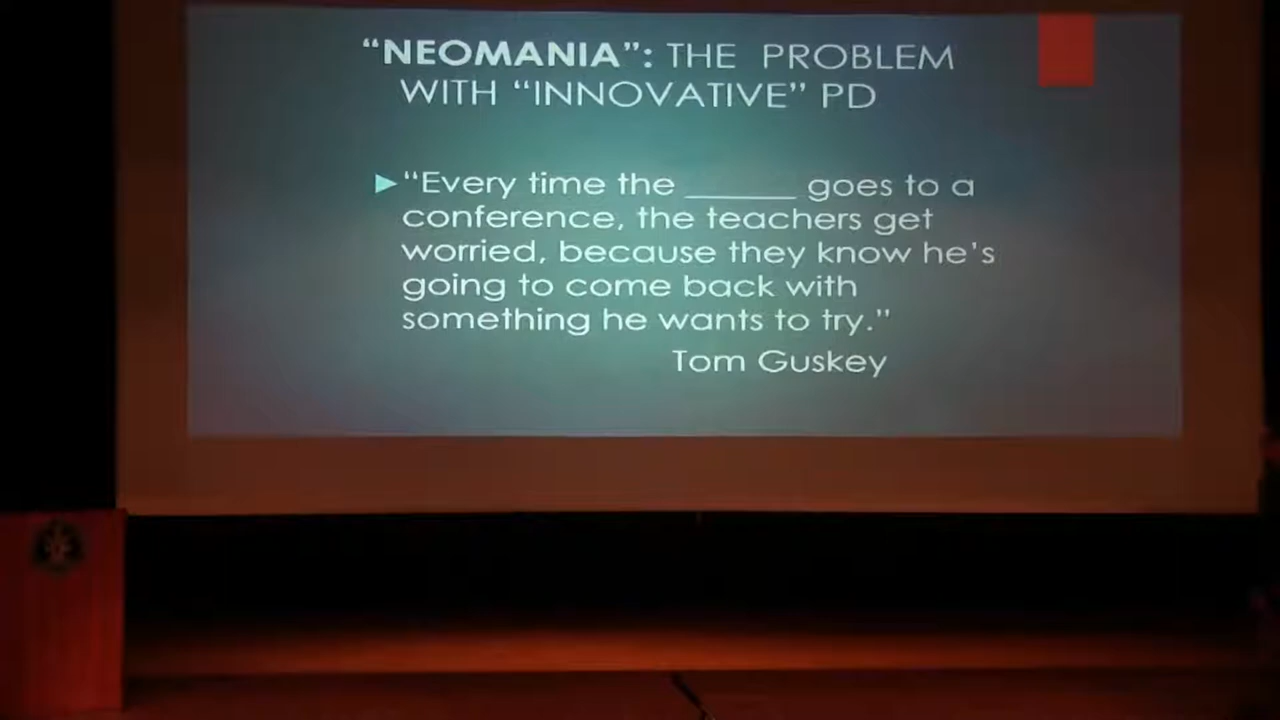 “NEOMANIA”: THE PROBLEM
WITH “INNOVATIVE” PD
“Every time the ______ goes to a
conference, the teachers get
worried, because they know he’s
going to come back with
something he wants to try.”
Tom Guskey